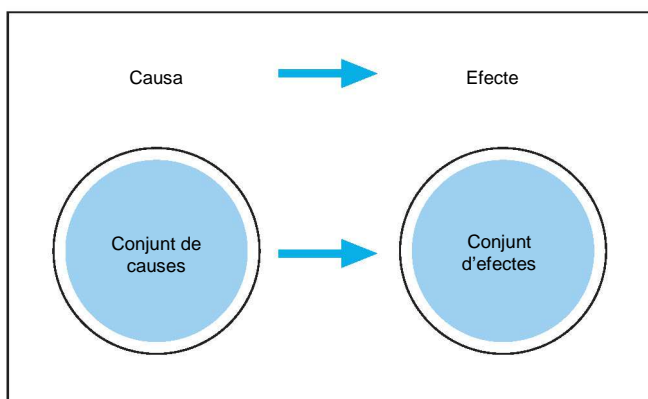 Causa
Efecte
Conjunt de
causes
Conjunt
d’efectes